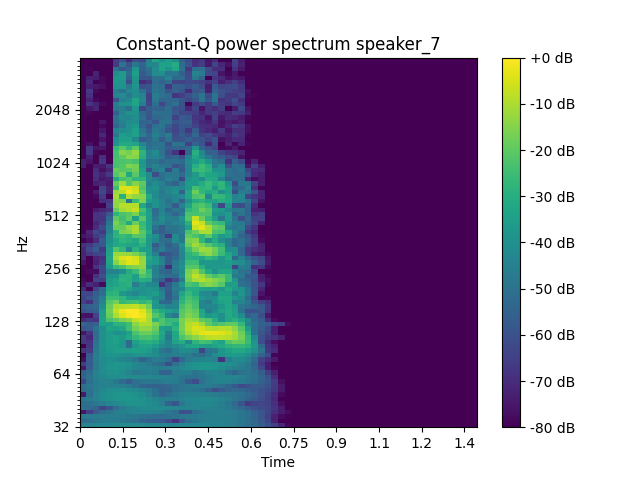 Constant-Q power spectrum speaker_7
Hz
2048
1024
512
256
128
64
32
0 0.15 0.3 0.45 0.6 0.75 0.9 1.1 1.2 1.4
Time
+0 dB
-10 dB
-20 dB
-30 dB
-40 dB
-50 dB
-60 dB
-70 dB
-80 dB